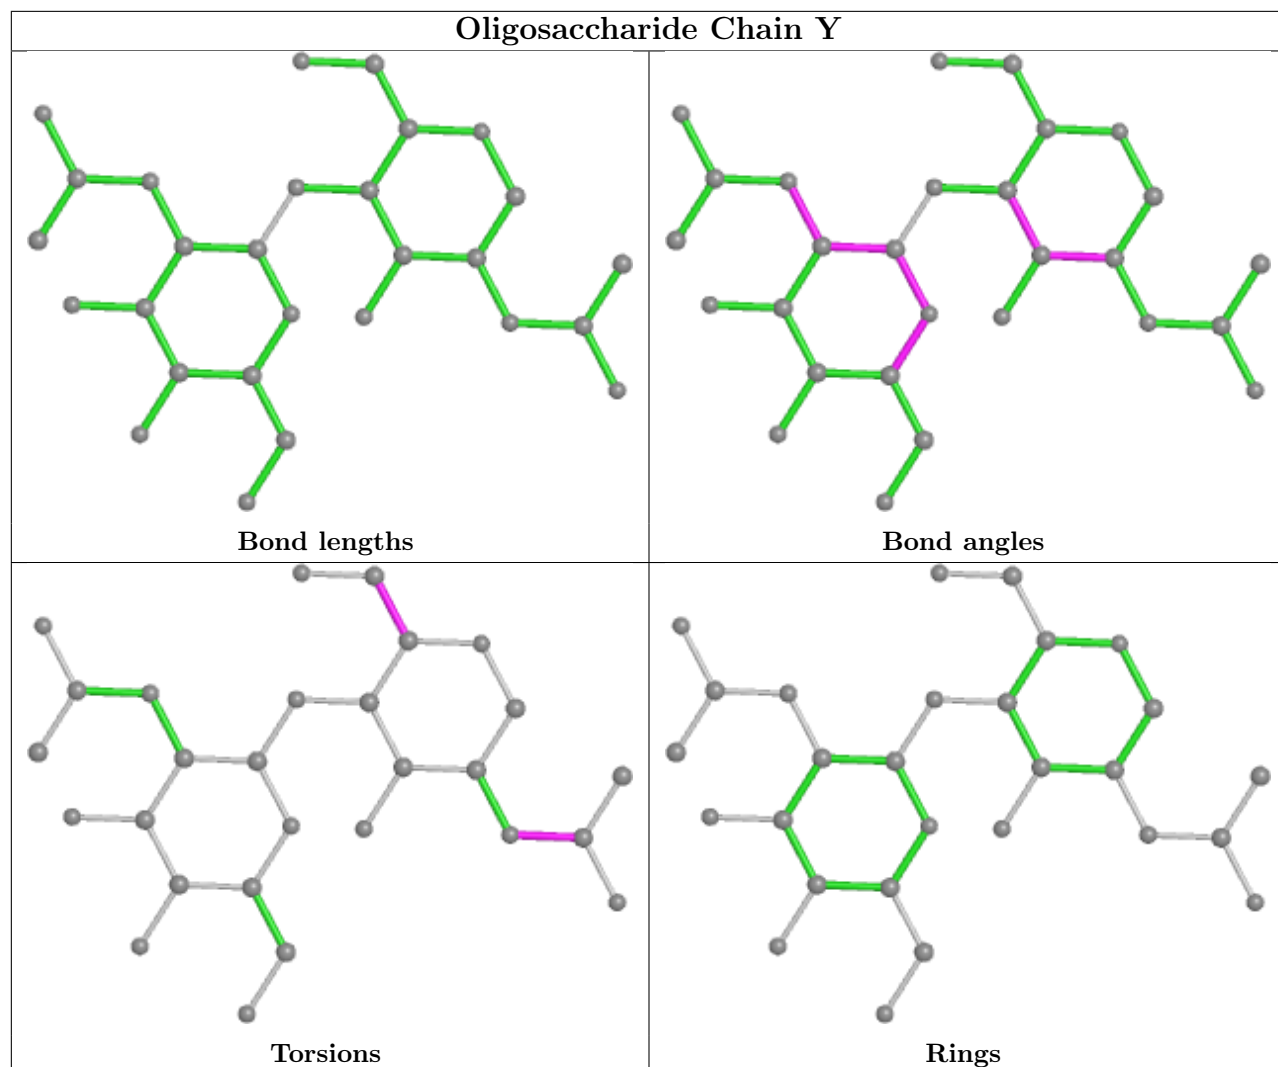 Oligosaccharide Chain Y
Bond lengths
Bond angles
Torsions
Rings